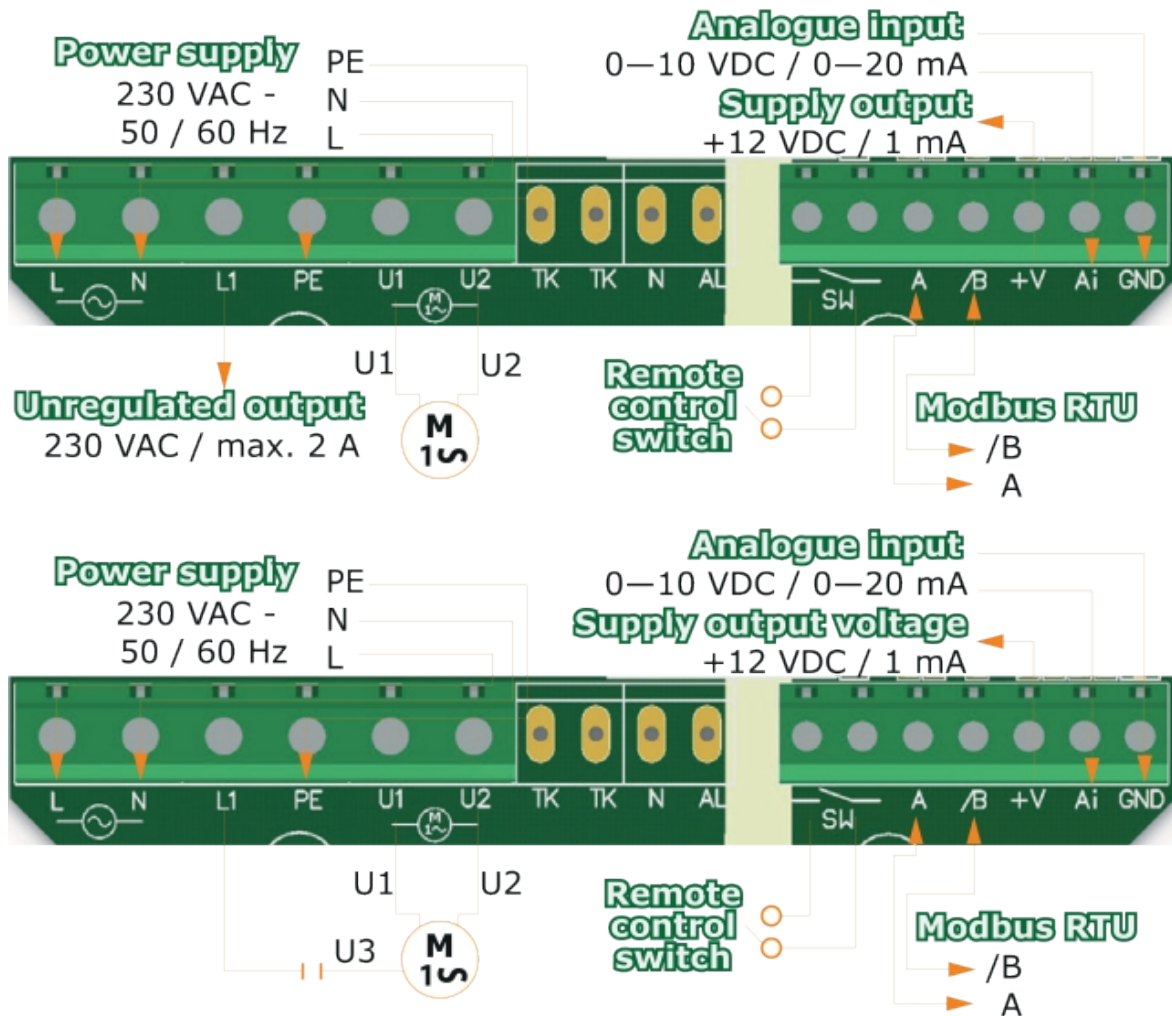 Power supply
230 VAC -
50 / 60 Hz
PE
N
L
Analogue input
0—10 VDC / 0—20 mA
Supply output
+12 VDC / 1 mA
L N L1 PE U1 U2 TK TK N AL
M
1~
SW A /B +V Ai GND
U1 U2
Unregulated output
230 VAC / max. 2 A
M
1~
Remote
control
switch
Modbus RTU
/B
A
Power supply
230 VAC -
50 / 60 Hz
PE
N
L
Analogue input
0—10 VDC / 0—20 mA
Supply output voltage
+12 VDC / 1 mA
L N L1 PE U1 U2 TK TK N AL
M
1~
SW A /B +V Ai GND
U1 U2
U3
M
1~
Remote
control
switch
Modbus RTU
/B
A